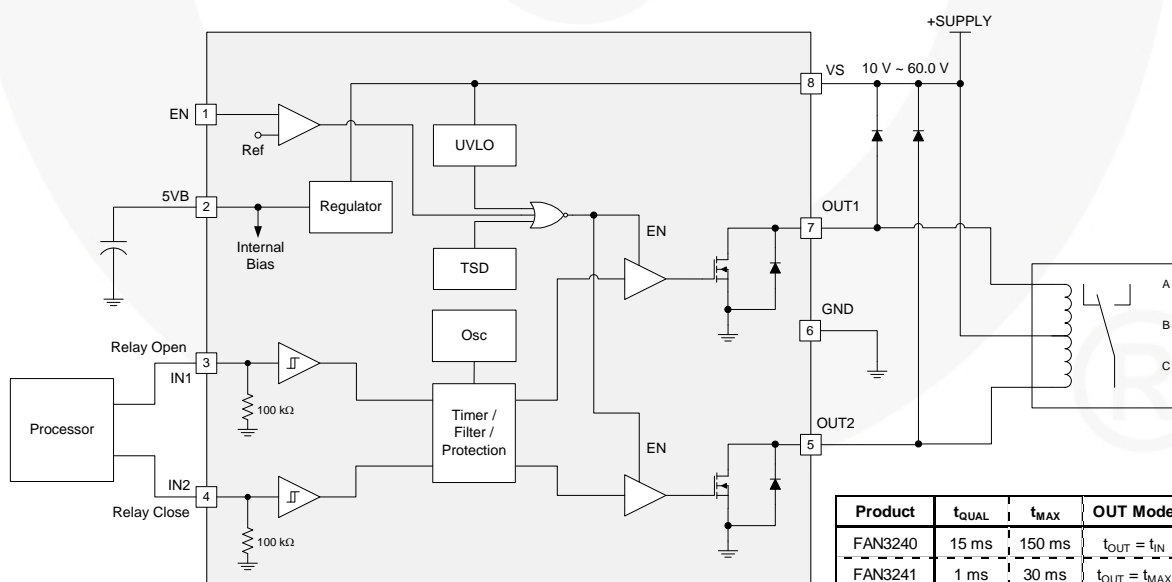 +SUPPLY
VS
10 V ~ 60.0 V
8
EN
1
Ref
UVLO
5VB
2
Regulator
Internal
Bias
OUT1
7
EN
TSD
GND
6
A
B
C
Osc
Relay Open
3
IN1
100 kΩ
Processor
Timer /
Filter /
Protection
OUT2
5
EN
IN2
4
Relay Close
100 kΩ
Product tQUAL tMAX OUT Mode
FAN3240 15 ms 150 ms tOUT = tIN
FAN3241 1 ms 30 ms tOUT = tMAX
®